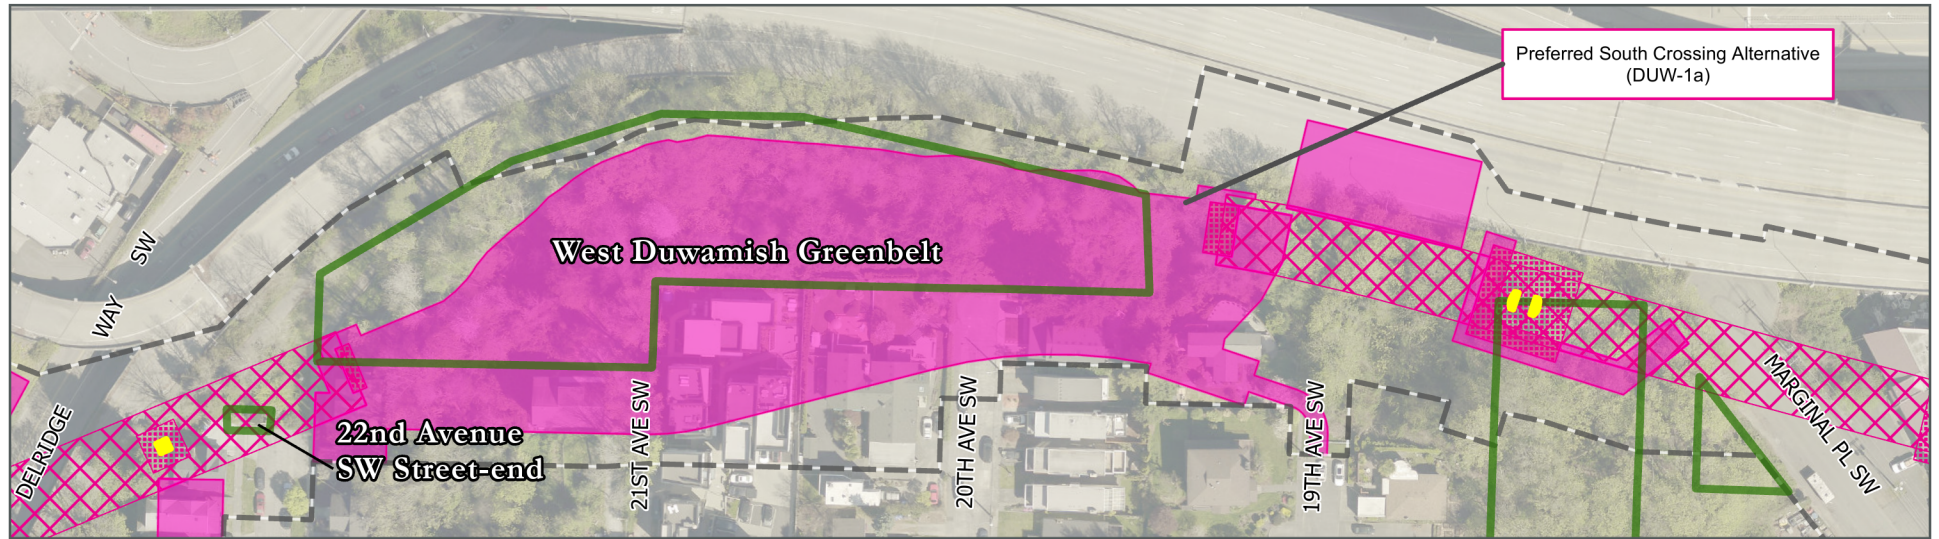 Preferred South Crossing Alternative
(DUW-1a)
West Duwamish Greenbelt
WAY SW
DELRIDGE
22nd Avenue
SW Street-end
21ST AVE SW
20TH AVE SW
19TH AVE SW
MARGINAL PL SW